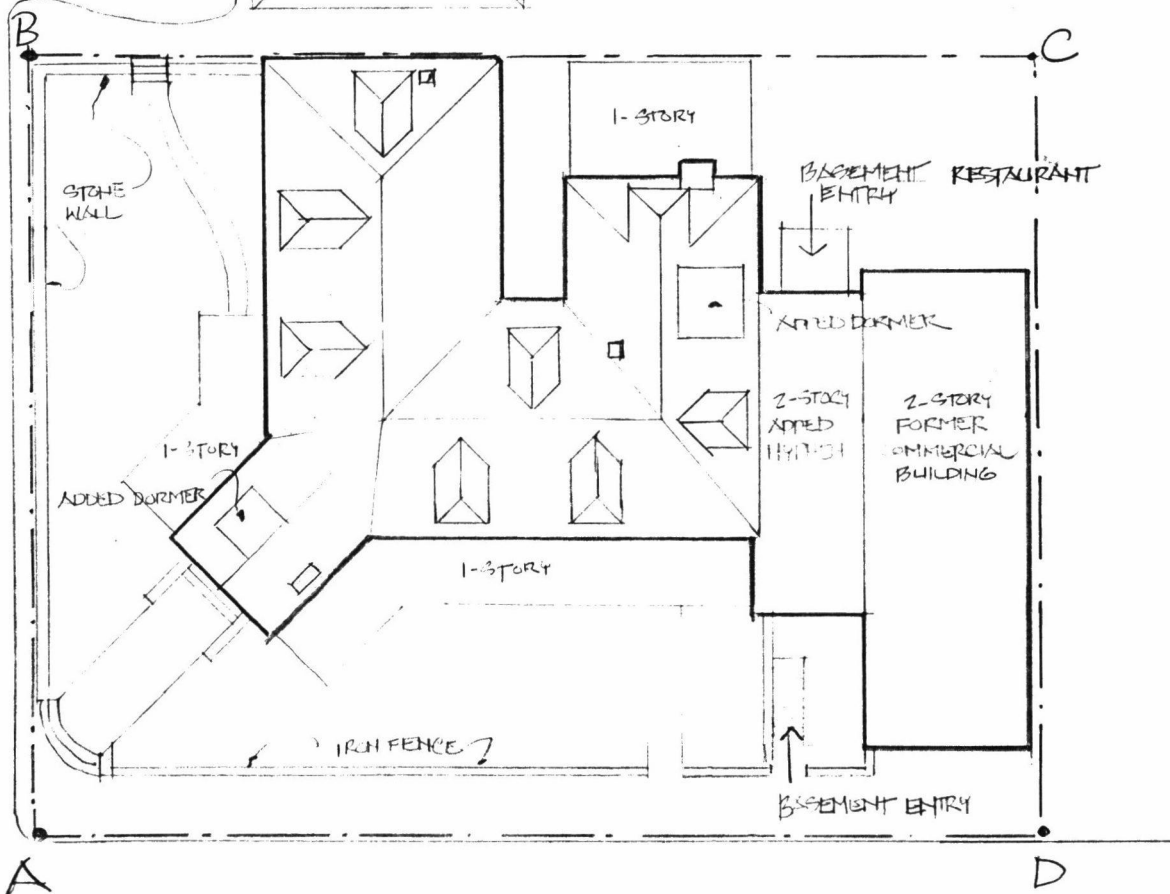 B
C
1-STORY
BASEMENT
ENTRY
RESTAURANT
STONE
WALL
ADDED DORMER
2-STORY
ADDED
2-STORY
FORMER
COMMERCIAL
BUILDING
1-STORY
ADDED DORMER
1-STORY
IRON FENCE
BASEMENT ENTRY
A
D